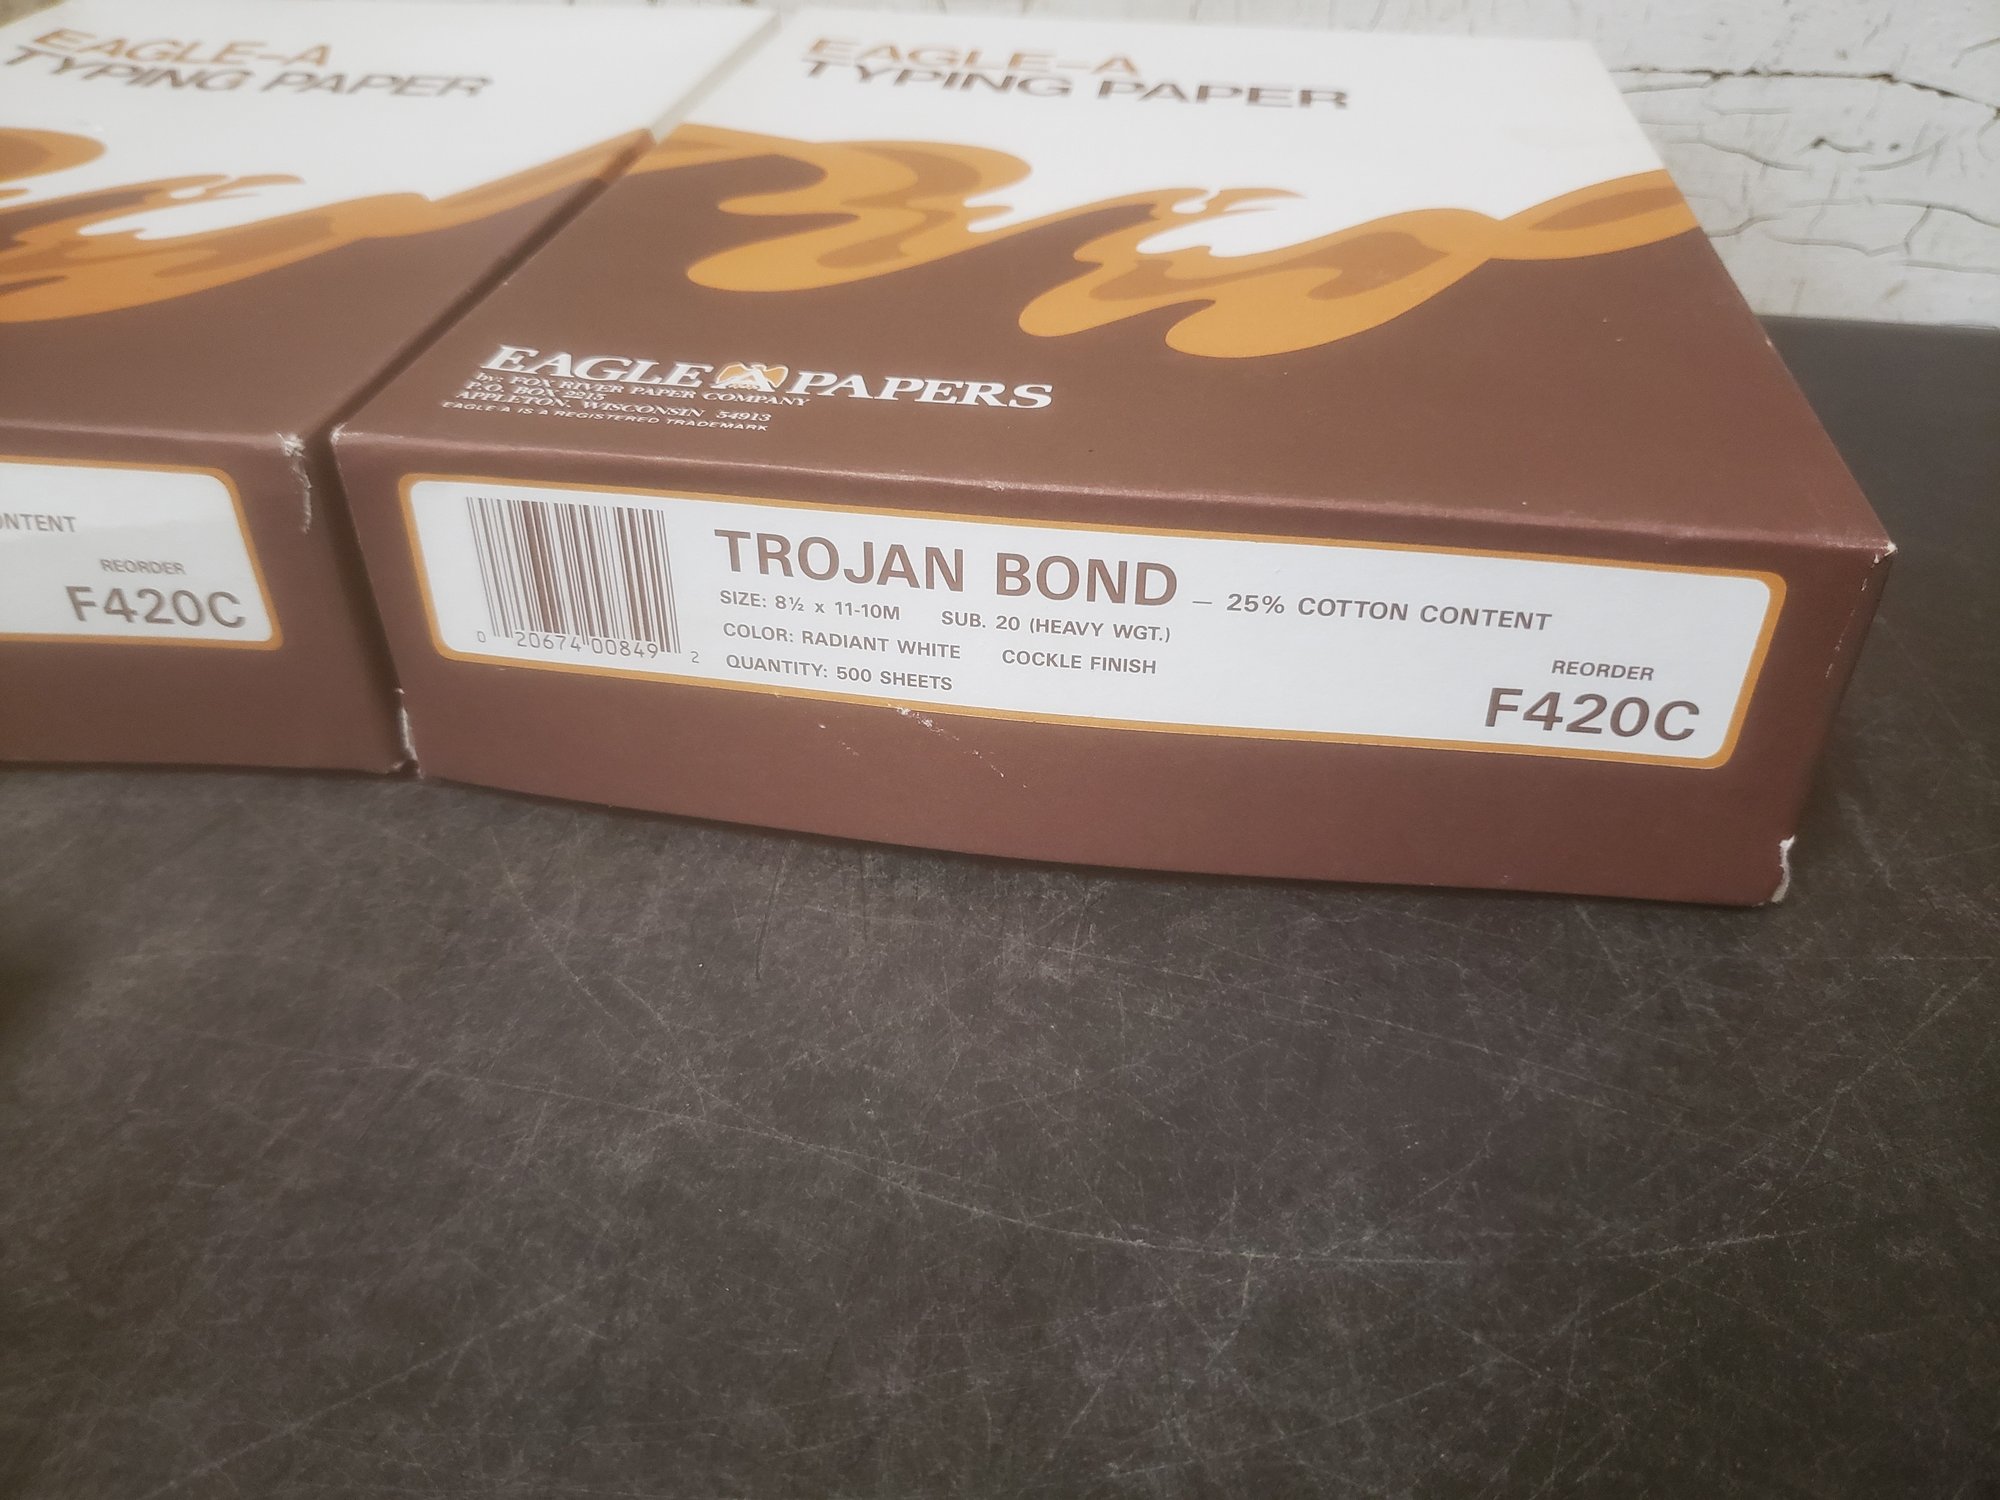 EAGLE-A
TYPING PAPER
ONTENT
REORDER
F420C
EAGLE-A
TYPING PAPER
EAGLE A PAPERS
by: FOX RIVER PAPER COMPANY
P.O. BOX 2215
APPLETON, WISCONSIN 54913
EAGLE-A IS A REGISTERED TRADEMARK
0 20674 00849 2
TROJAN BOND — 25% COTTON CONTENT
SIZE: 8½ x 11-10M SUB. 20 (HEAVY WGT.)
COLOR: RADIANT WHITE COCKLE FINISH
QUANTITY: 500 SHEETS
REORDER
F420C